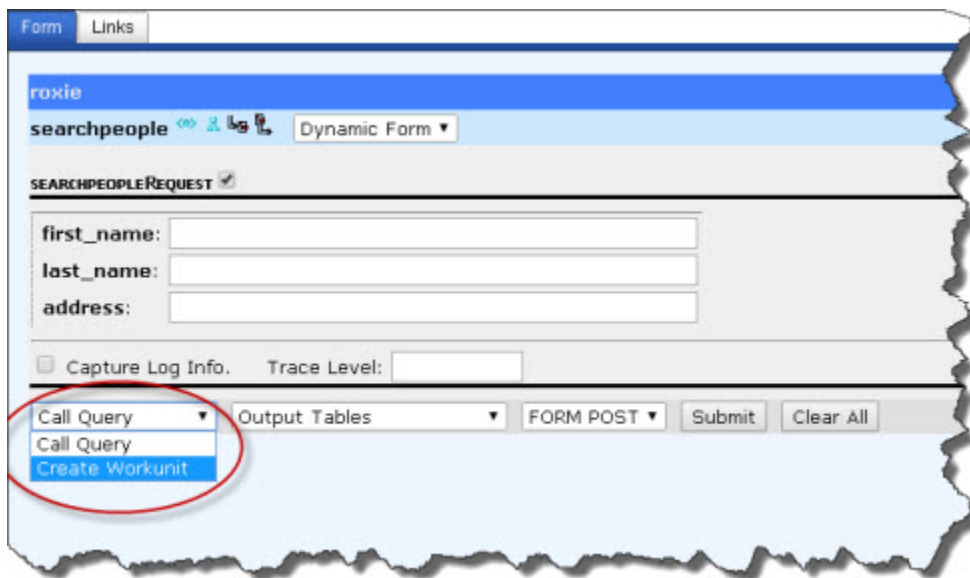 Form Links
roxie
searchpeople Dynamic Form
SEARCHPEOPLEREQUEST
first_name:
last_name:
address:
Capture Log Info. Trace Level:
Call Query Output Tables FORM POST Submit Clear All
Call Query
Create Workunit